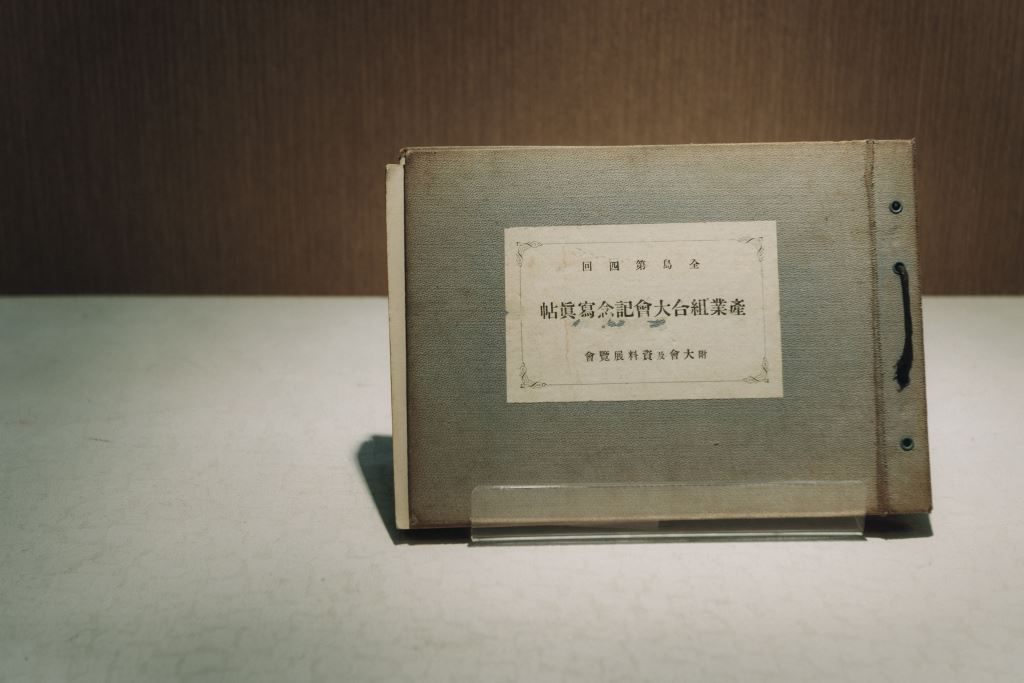 全島第四回
產業組合大會記念寫眞帖
附大會及資料展覽會